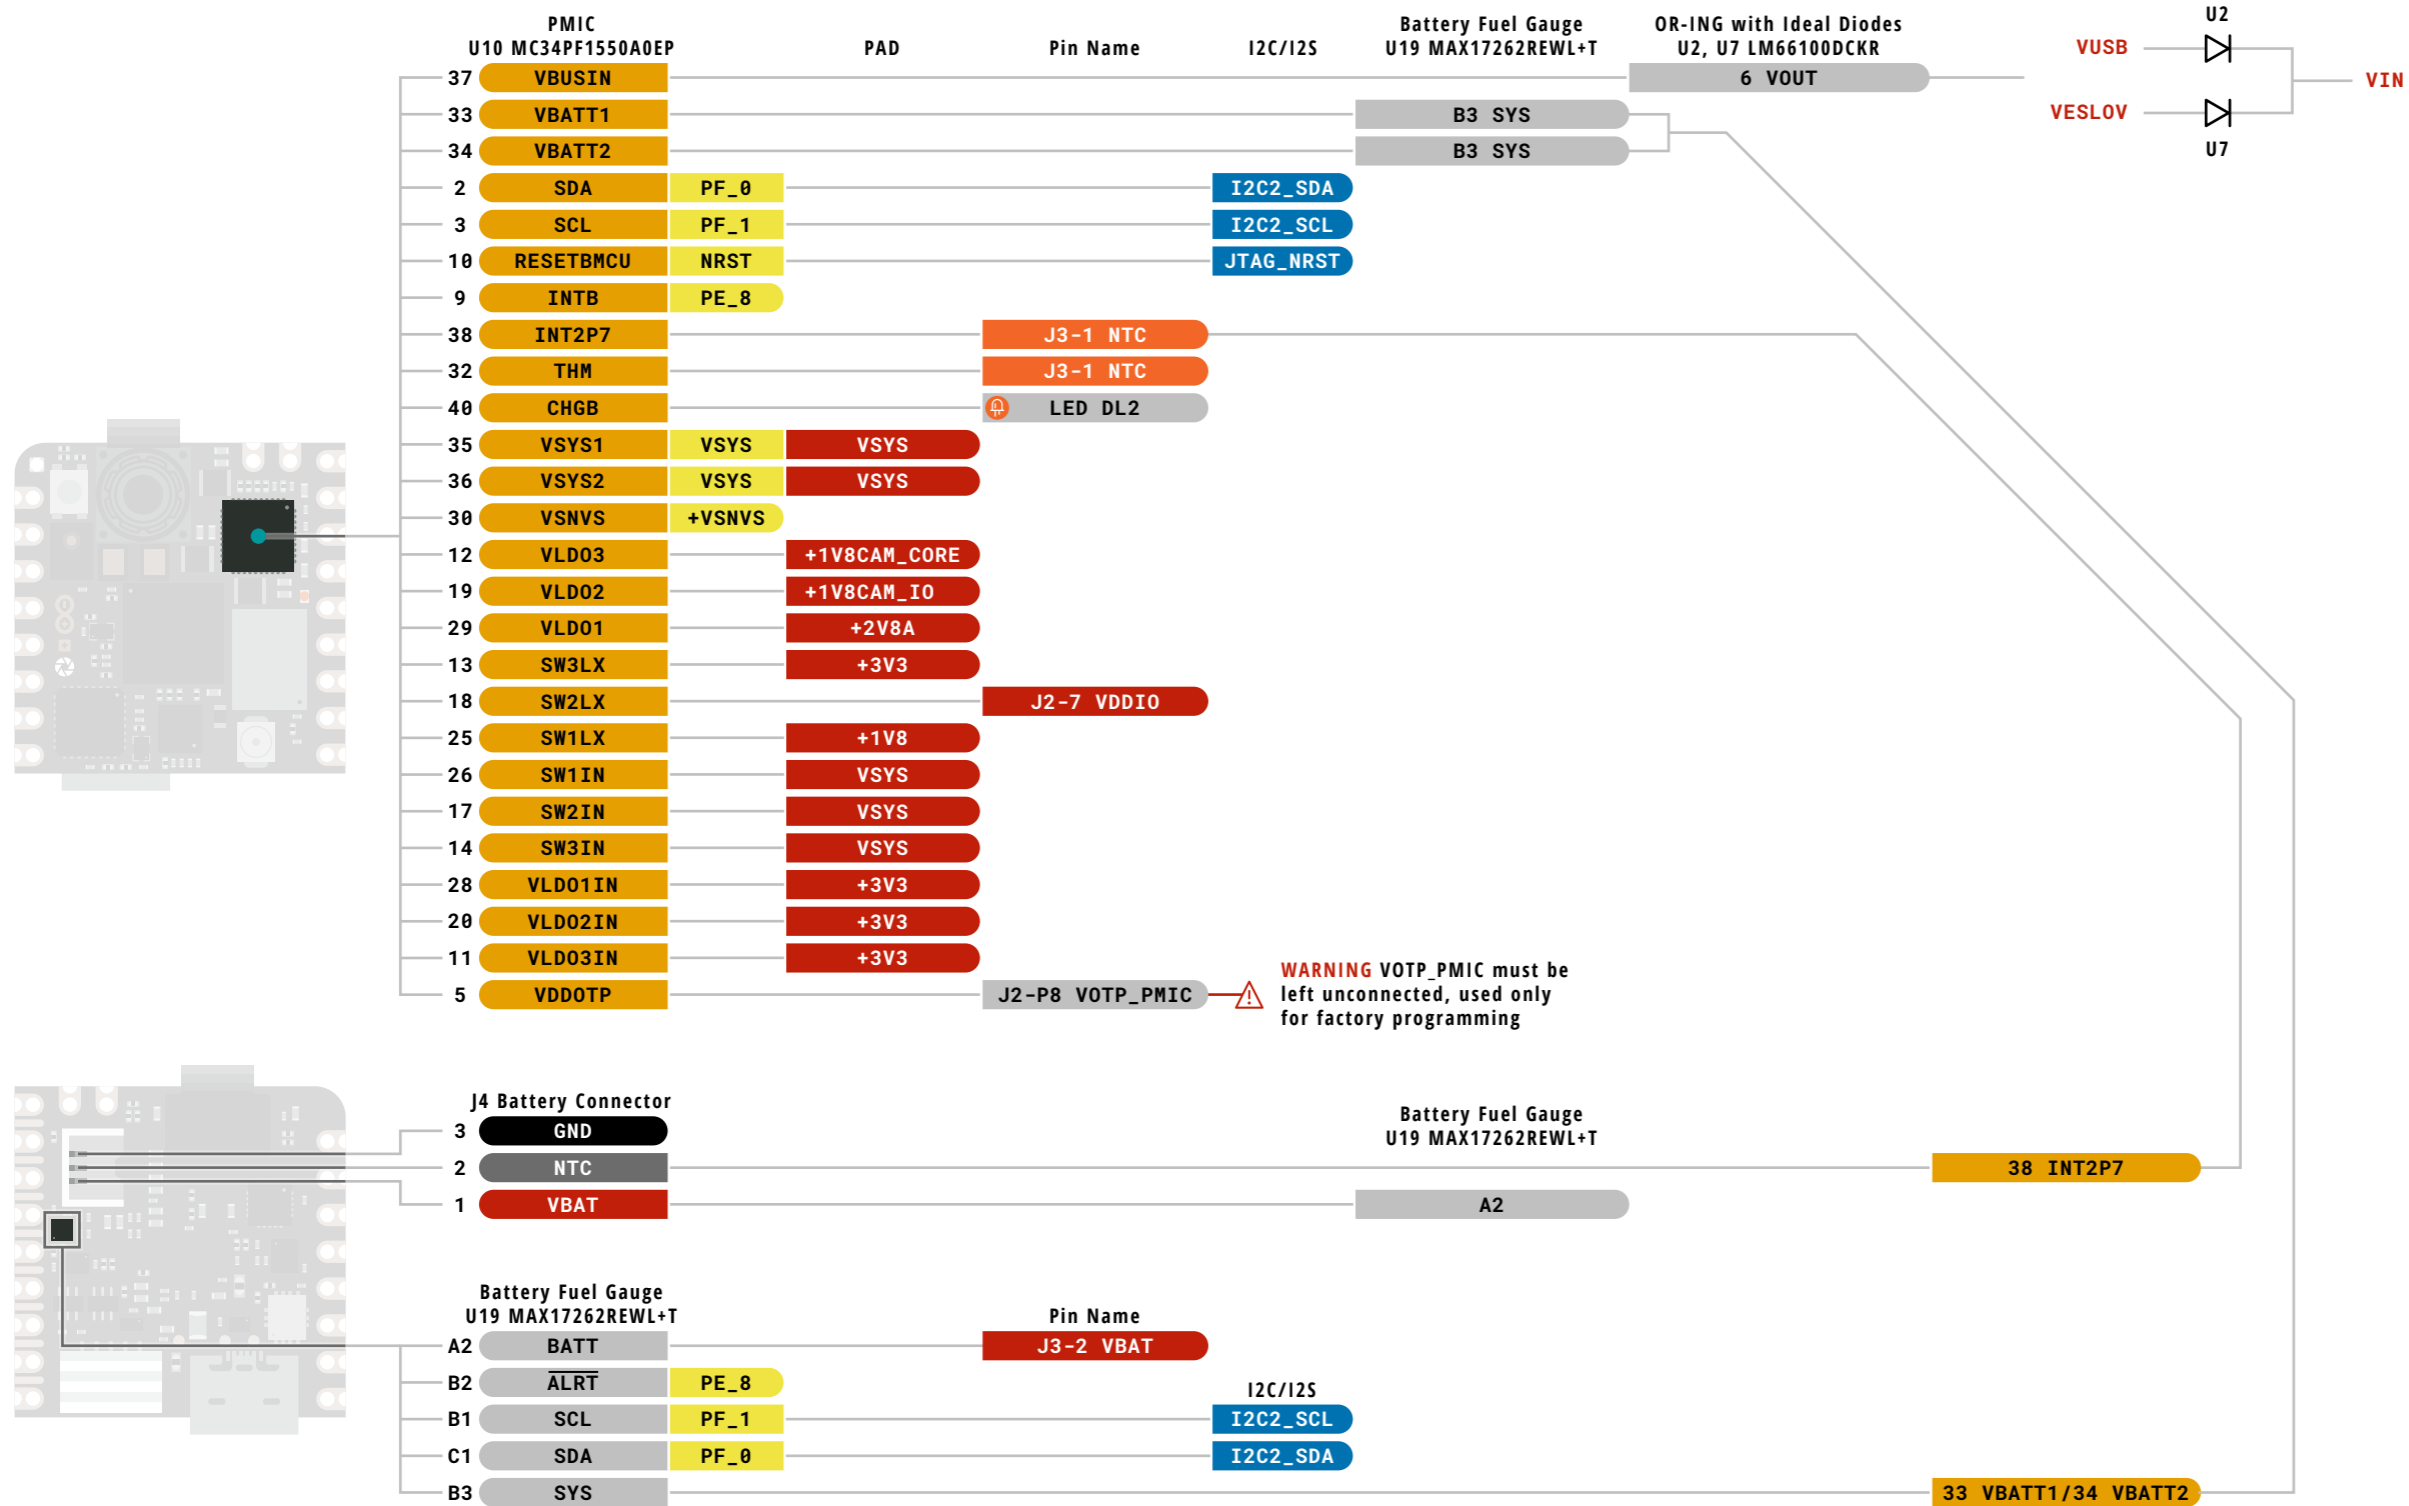 PMIC
U10 MC34PF1550A0EP
PAD
Pin Name
I2C/I2S
Battery Fuel Gauge
U19 MAX17262REWL+T
OR-ING with Ideal Diodes
U2, U7 LM66100DCKR
U2
VUSB
VIN
VESLOV
U7
37 VBUSIN 6 VOUT
33 VBATT1 B3 SYS
34 VBATT2 B3 SYS
2 SDA PF_0 I2C2_SDA
3 SCL PF_1 I2C2_SCL
10 RESETBMCU NRST JTAG_NRST
9 INTB PE_8
38 INT2P7 J3-1 NTC
32 THM J3-1 NTC
40 CHGB LED DL2
35 VSYS1 VSYS VSYS
36 VSYS2 VSYS VSYS
30 VSNVS +VSNVS
12 VLDO3 +1V8CAM_CORE
19 VLDO2 +1V8CAM_IO
29 VLDO1 +2V8A
13 SW3LX +3V3
18 SW2LX J2-7 VDDIO
25 SW1LX +1V8
26 SW1IN VSYS
17 SW2IN VSYS
14 SW3IN VSYS
28 VLDO1IN +3V3
20 VLDO2IN +3V3
11 VLDO3IN +3V3
5 VDDOTP J2-P8 VOTP_PMIC
WARNING VOTP_PMIC must be
left unconnected, used only
for factory programming
J4 Battery Connector
Battery Fuel Gauge
U19 MAX17262REWL+T
3 GND
2 NTC 38 INT2P7
1 VBAT A2
Battery Fuel Gauge
U19 MAX17262REWL+T
Pin Name
A2 BATT J3-2 VBAT
B2 ALRT PE_8
I2C/I2S
B1 SCL PF_1 I2C2_SCL
C1 SDA PF_0 I2C2_SDA
B3 SYS 33 VBATT1/34 VBATT2